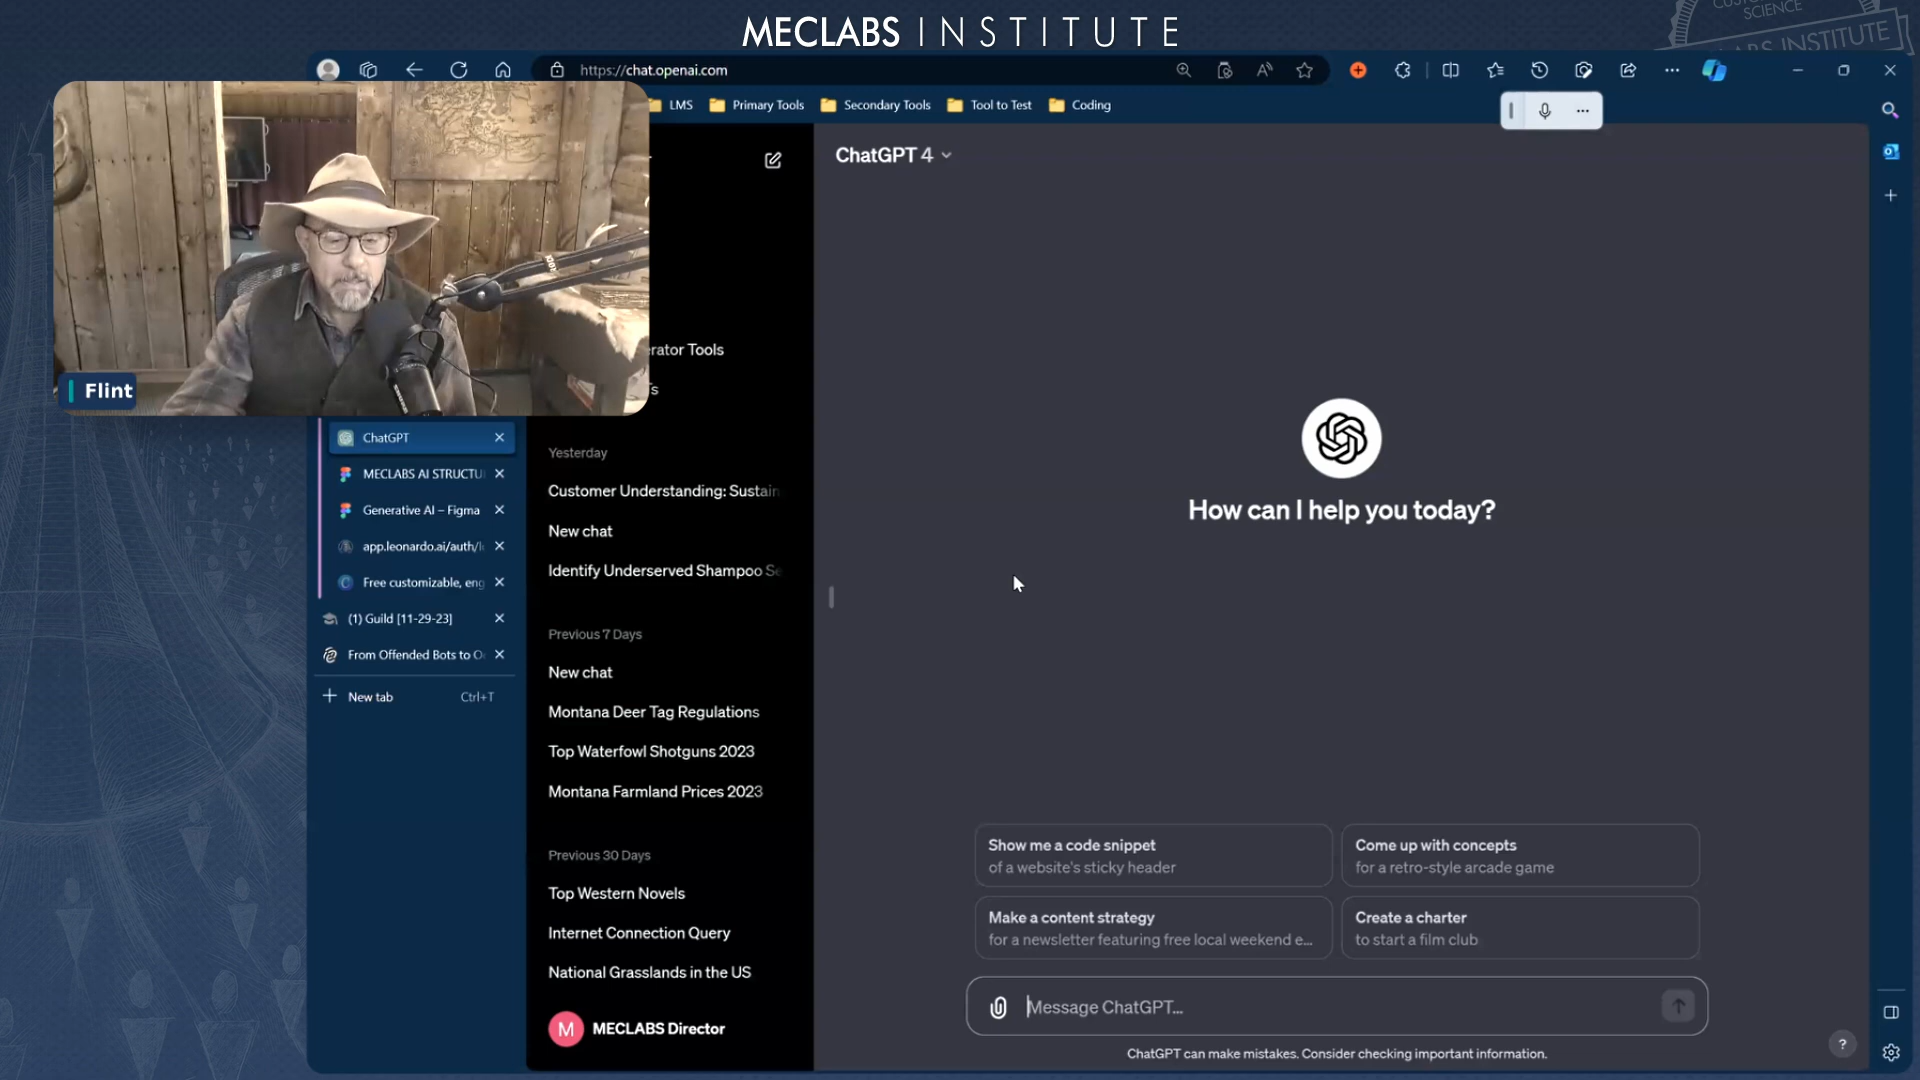 MECLABS INSTITUTE
SCIENCE
INSTITUTE
https://chat.openai.com
LMS
Primary Tools
Secondary Tools
Tool to Test
Coding
ChatGPT 4
Flint
erator Tools
ChatGPT
MECLABS AI STRUCTU
Generative AI – Figma
app.leonardo.ai/auth/l
Free customizable, eng
(1) Guild [11-29-23]
From Offended Bots to O
New tab
Ctrl+T
Yesterday
Customer Understanding: Sustain
New chat
Identify Underserved Shampoo Se
Previous 7 Days
New chat
Montana Deer Tag Regulations
Top Waterfowl Shotguns 2023
Montana Farmland Prices 2023
Previous 30 Days
Top Western Novels
Internet Connection Query
National Grasslands in the US
M
MECLABS Director
How can I help you today?
Show me a code snippet
of a website's sticky header
Come up with concepts
for a retro-style arcade game
Make a content strategy
for a newsletter featuring free local weekend e...
Create a charter
to start a film club
Message ChatGPT...
ChatGPT can make mistakes. Consider checking important information.
?